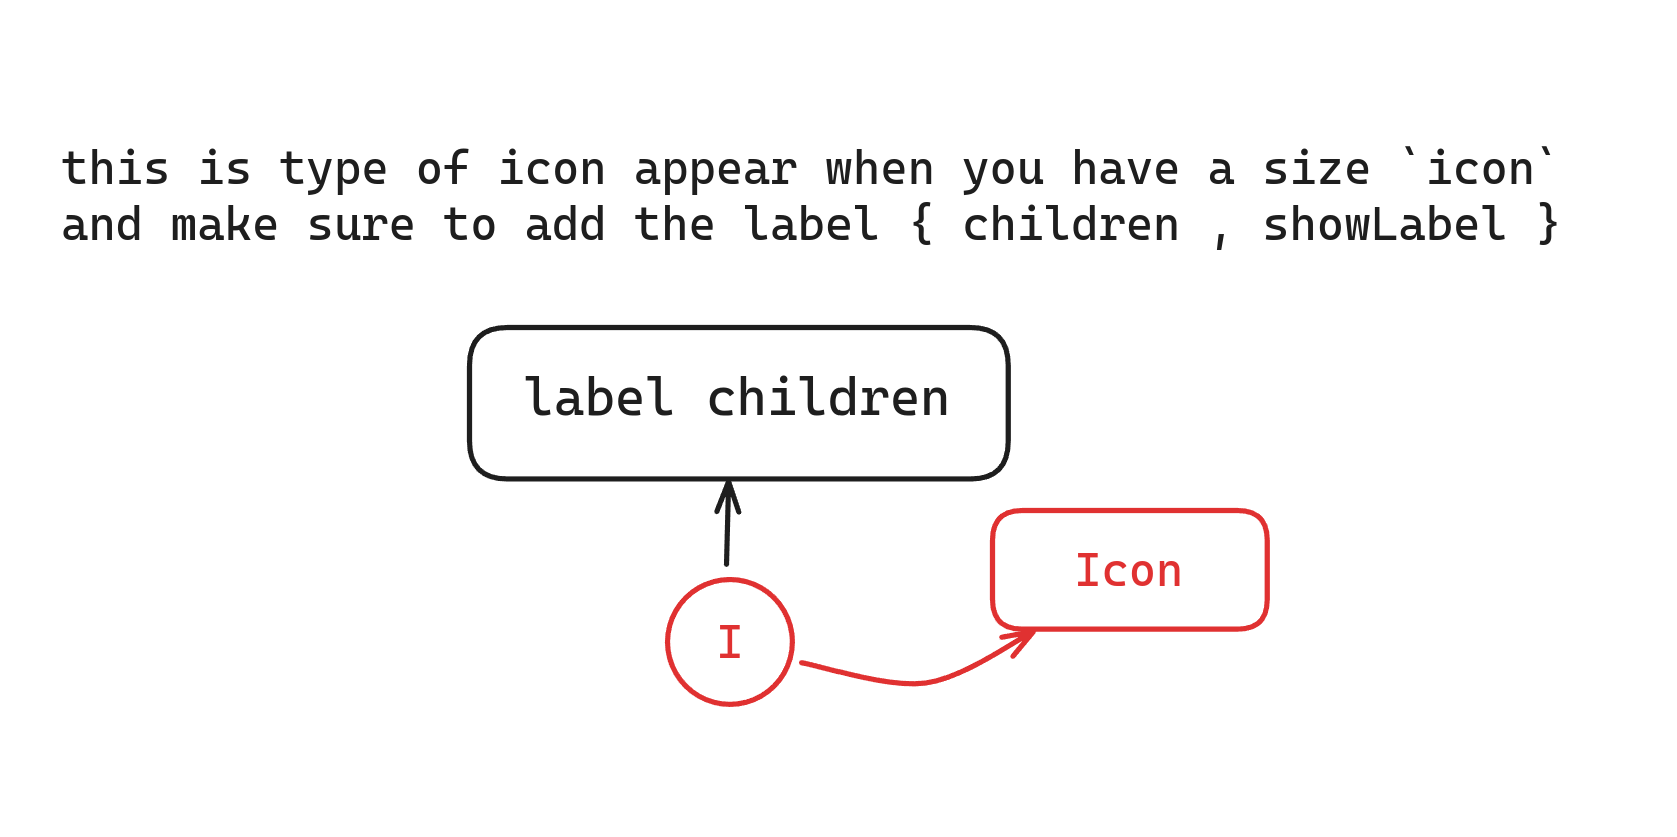 this is type of icon appear when you have a size `icon`
and make sure to add the label { children , showLabel }
label children
Icon
I